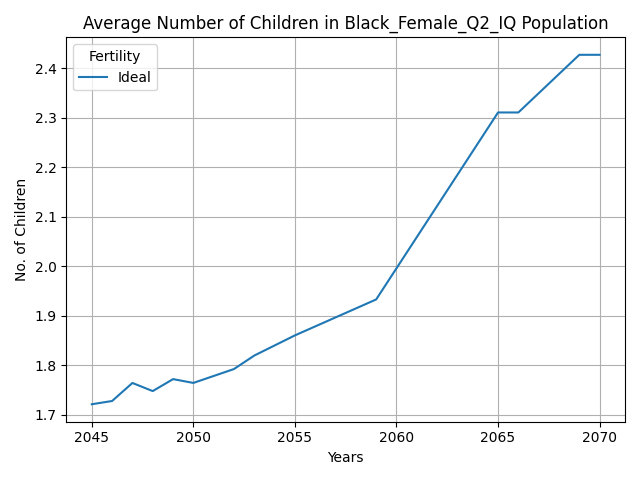 Average Number of Children in Black_Female_Q2_IQ Population
Fertility
Ideal
No. of Children
2.4
2.3
2.2
2.1
2.0
1.9
1.8
1.7
2045 2050 2055 2060 2065 2070
Years